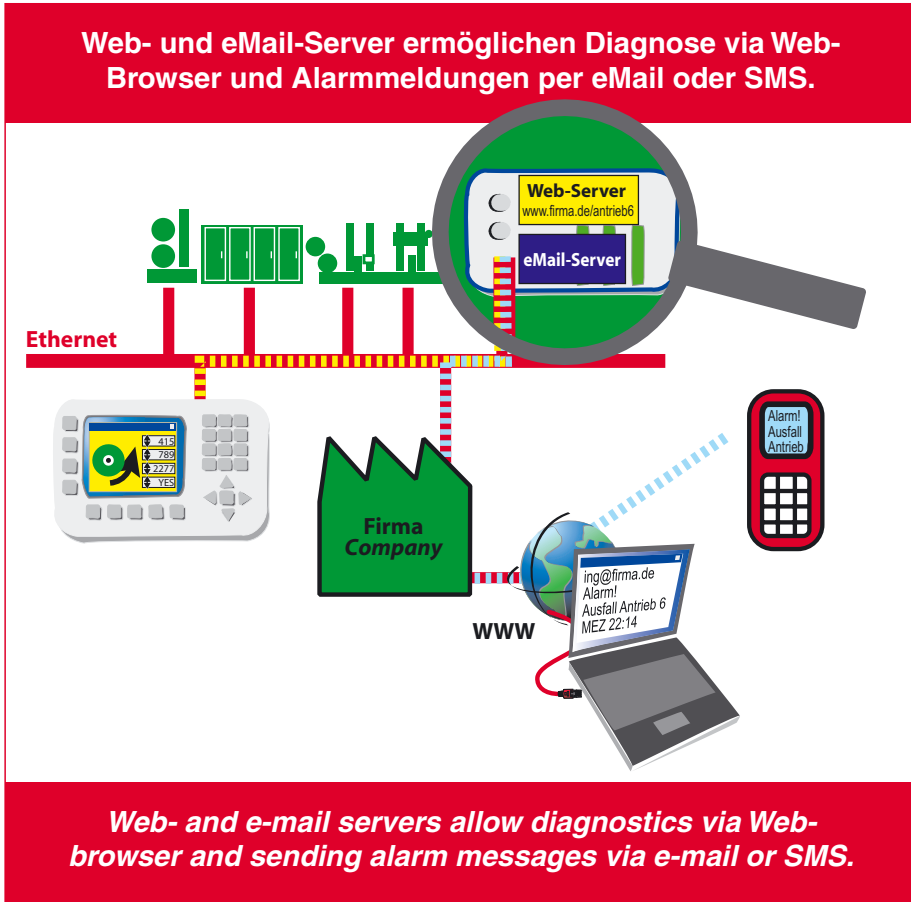 Web- und eMail-Server ermöglichen Diagnose via Web-
Browser und Alarmmeldungen per eMail oder SMS.
Web-Server
www.firma.de/antrieb6
eMail-Server
Ethernet
415
789
2277
YES
Alarm!
Ausfall
Antrieb
Firma
Company
ing@firma.de
Alarm!
Ausfall Antrieb 6
MEZ 22:14
WWW
Web- and e-mail servers allow diagnostics via Web-
browser and sending alarm messages via e-mail or SMS.